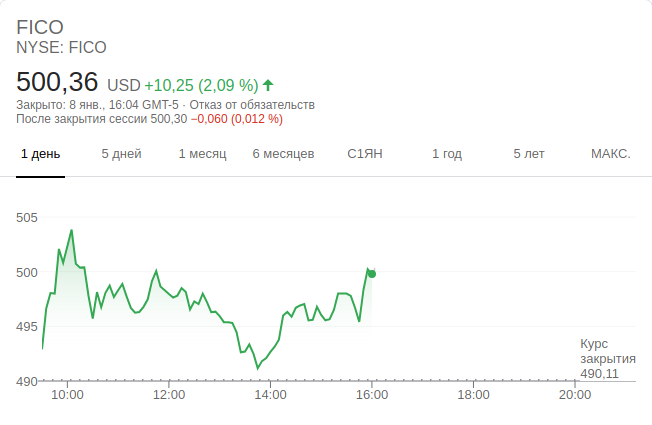 FICO
NYSE: FICO
500,36 USD +10,25 (2,09 %)
Закрыто: 8 янв., 16:04 GMT-5 · Отказ от обязательств
После закрытия сессии 500,30 −0,060 (0,012 %)
1 день 5 дней 1 месяц 6 месяцев С1ЯН 1 год 5 лет МАКС.
505
500
495
Курс
закрытия
490,11
490
10:00 12:00 14:00 16:00 18:00 20:00